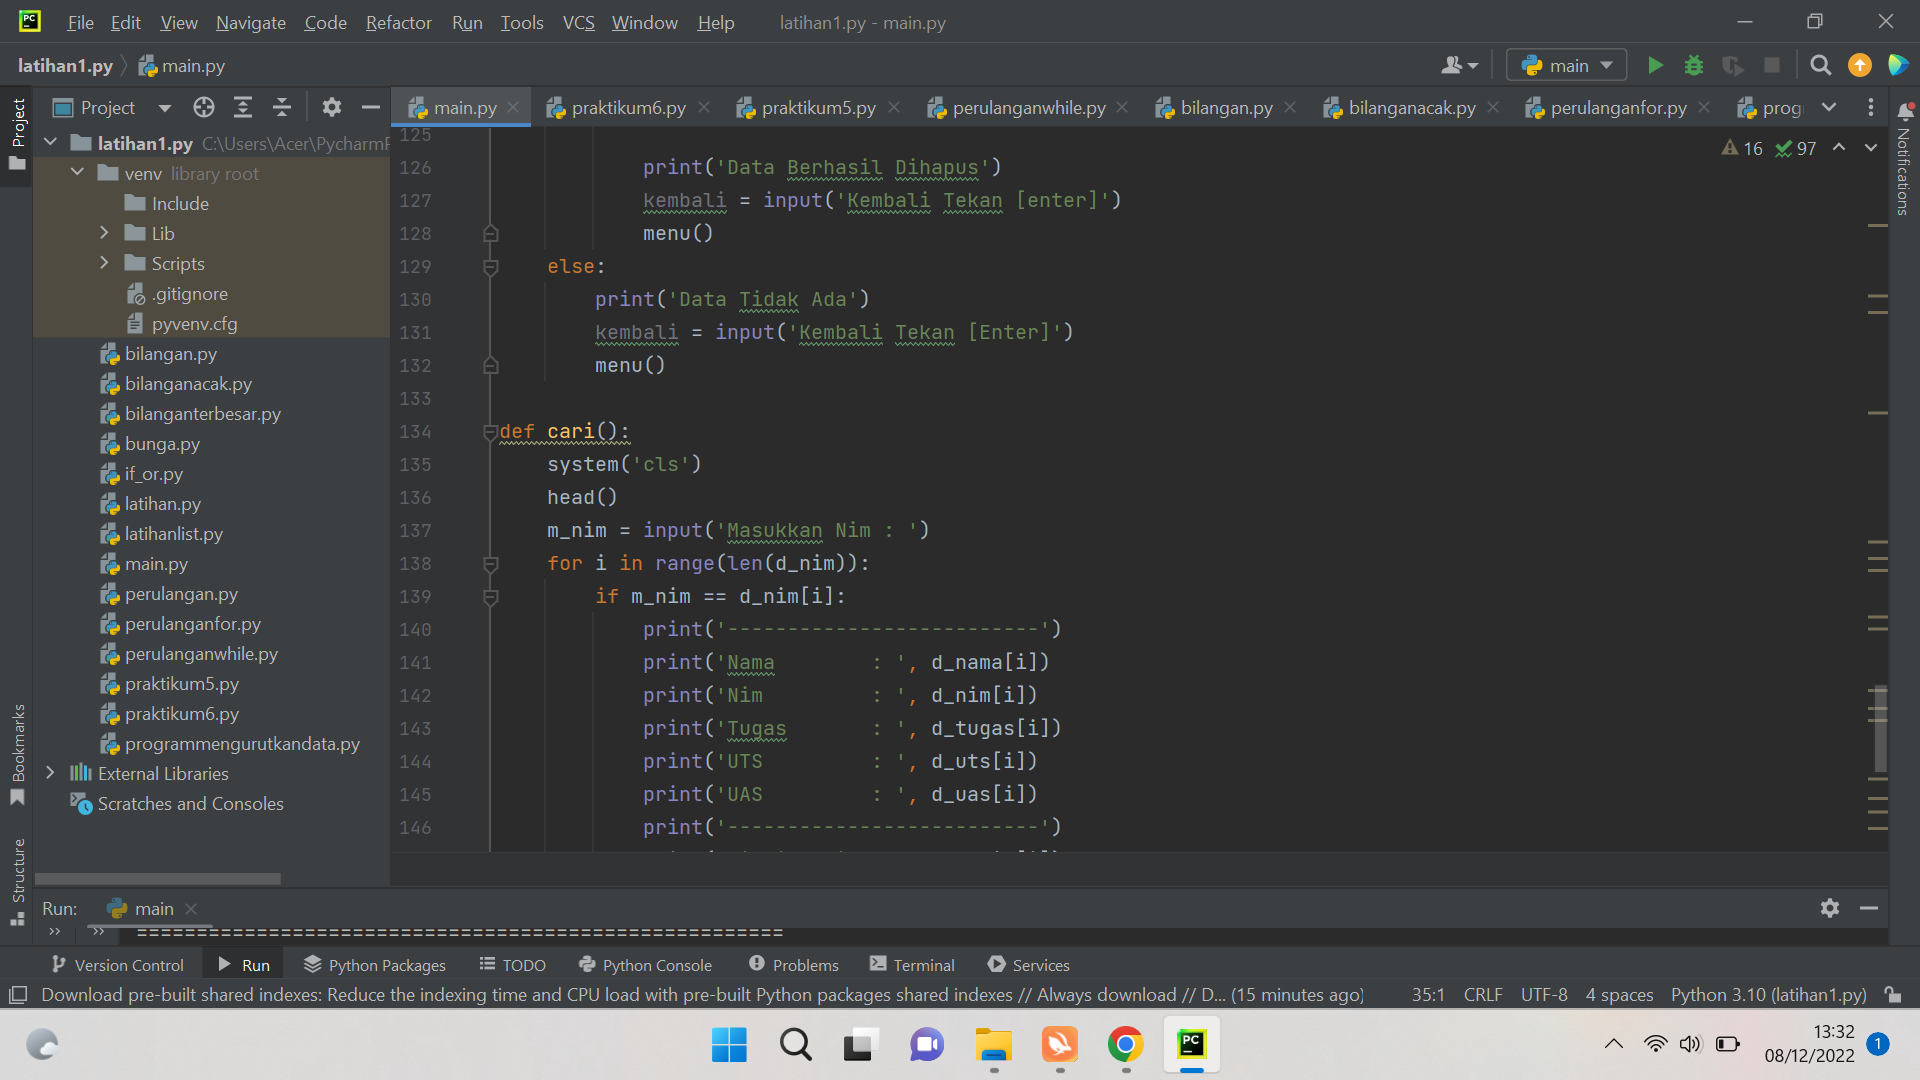 File Edit View Navigate Code Refactor Run Tools VCS Window Help latihan1.py - main.py
latihan1.py main.py main
Project main.py praktikum6.py praktikum5.py perulanganwhile.py bilangan.py bilanganacak.py perulanganfor.py prog
Project
Notifications
Bookmarks
Structure
latihan1.py C:\Users\Acer\PycharmP
venv library root
Include
Lib
Scripts
.gitignore
pyvenv.cfg
bilangan.py
bilanganacak.py
bilanganterbesar.py
bunga.py
if_or.py
latihan.py
latihanlist.py
main.py
perulangan.py
perulanganfor.py
perulanganwhile.py
praktikum5.py
praktikum6.py
programmengurutkandata.py
External Libraries
Scratches and Consoles
16 97
125
126 print('Data Berhasil Dihapus')
127 kembali = input('Kembali Tekan [enter]')
128 menu()
129 else:
130 print('Data Tidak Ada')
131 kembali = input('Kembali Tekan [Enter]')
132 menu()
133
134 def cari():
135 system('cls')
136 head()
137 m_nim = input('Masukkan Nim : ')
138 for i in range(len(d_nim)):
139 if m_nim == d_nim[i]:
140 print('--------------------------')
141 print('Nama        : ', d_nama[i])
142 print('Nim         : ', d_nim[i])
143 print('Tugas       : ', d_tugas[i])
144 print('UTS         : ', d_uts[i])
145 print('UAS         : ', d_uas[i])
146 print('--------------------------')
Run: main
======================================================
Version Control Run Python Packages TODO Python Console Problems Terminal Services
Download pre-built shared indexes: Reduce the indexing time and CPU load with pre-built Python packages shared indexes // Always download // D... (15 minutes ago) 35:1 CRLF UTF-8 4 spaces Python 3.10 (latihan1.py)
13:32
08/12/2022
1